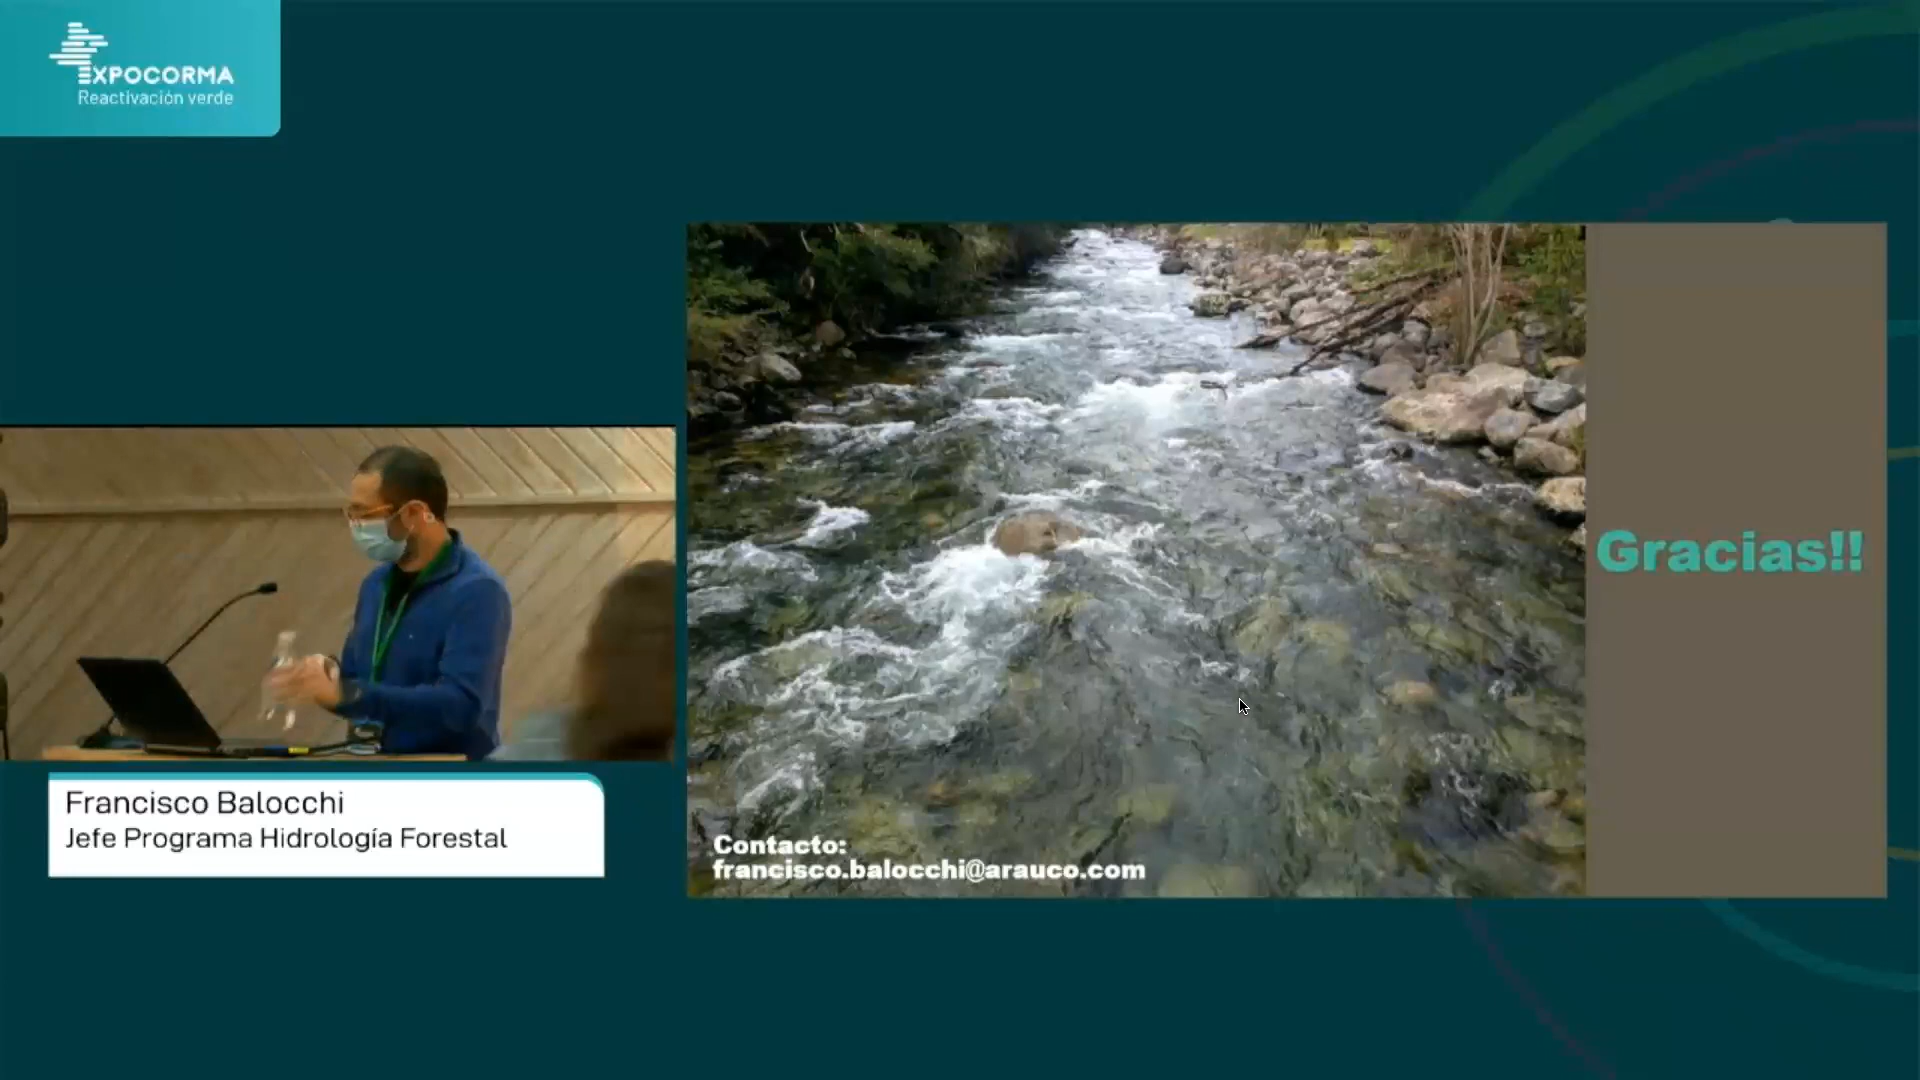 EXPOCORMA
Reactivación verde
Gracias!!
Francisco Balocchi
Jefe Programa Hidrología Forestal
Contacto:
francisco.balocchi@arauco.com